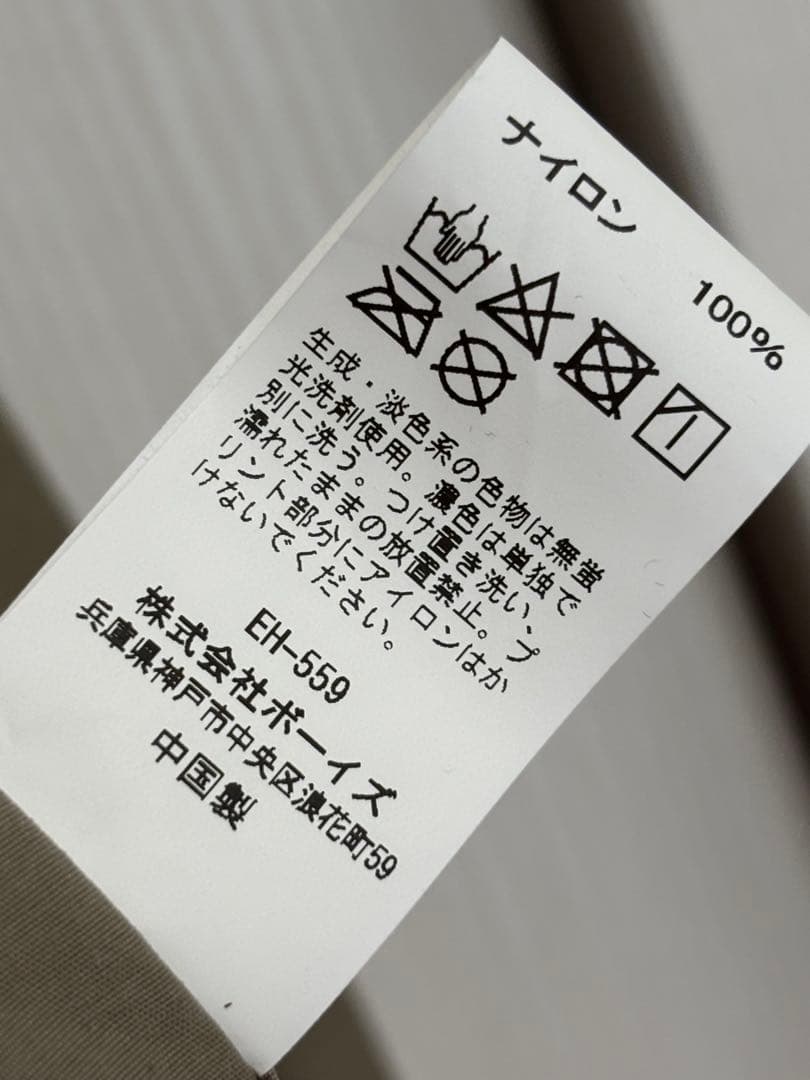 ナイロン 100%
生成・淡色系の色物は無蛍
光洗剤使用。濃色は単独で
別に洗う。つけ置き洗い、
濡れたままの放置禁止。プ
リント部分にアイロンはか
けないでください。
EH-559
株式会社ボーイズ
兵庫県神戸市中央区浪花町59
中国製